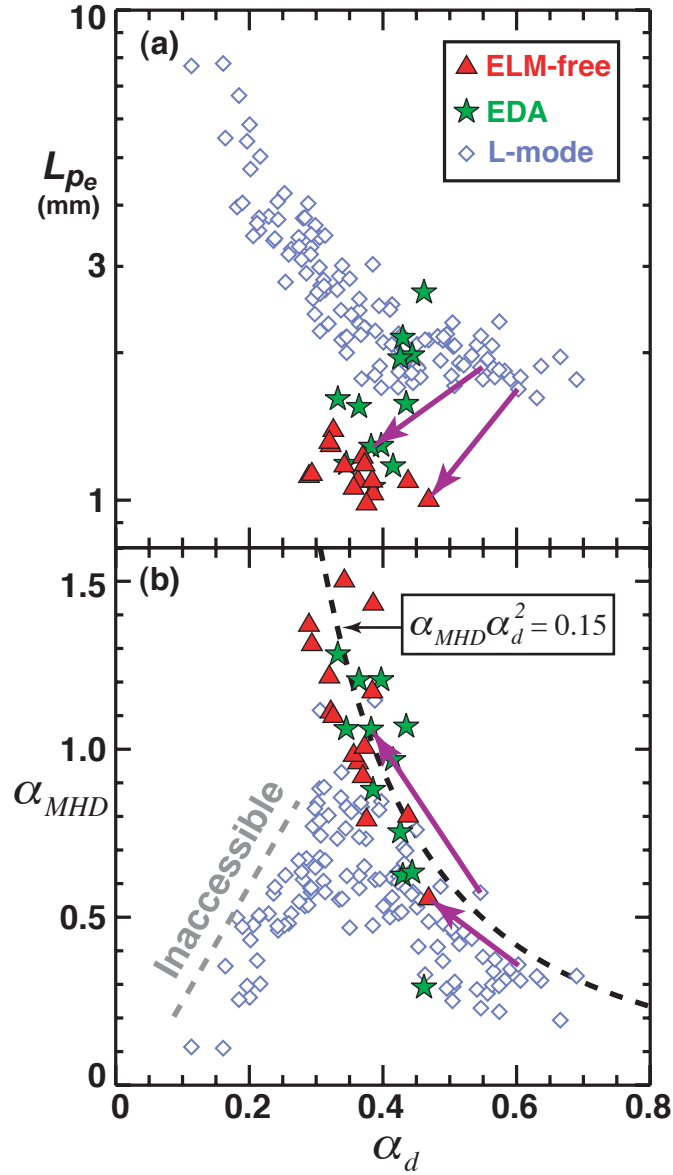 10
(a)
ELM-free
EDA
L-mode
L_{p_e}
(mm)
3
1
(b)
1.5
α_{MHD} α_d^2 = 0.15
1.0
α_{MHD}
Inaccessible
0.5
0
0 0.2 0.4 0.6 0.8
α_d